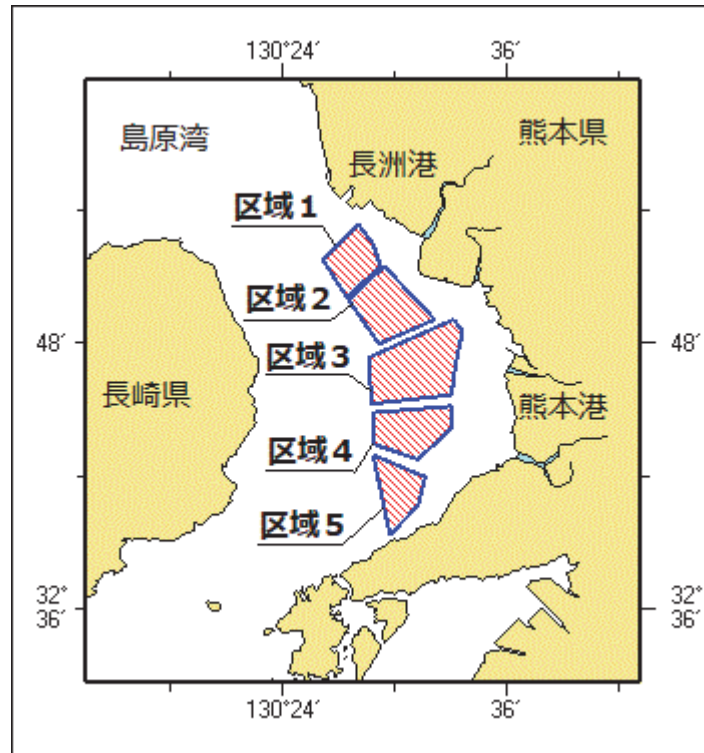 130°24′ 36′
島原湾
熊本県
長洲港
区域１
区域２
48′ 48′
区域３
長崎県
熊本港
区域４
区域５
32° 32°
36′ 36′
130°24′ 36′